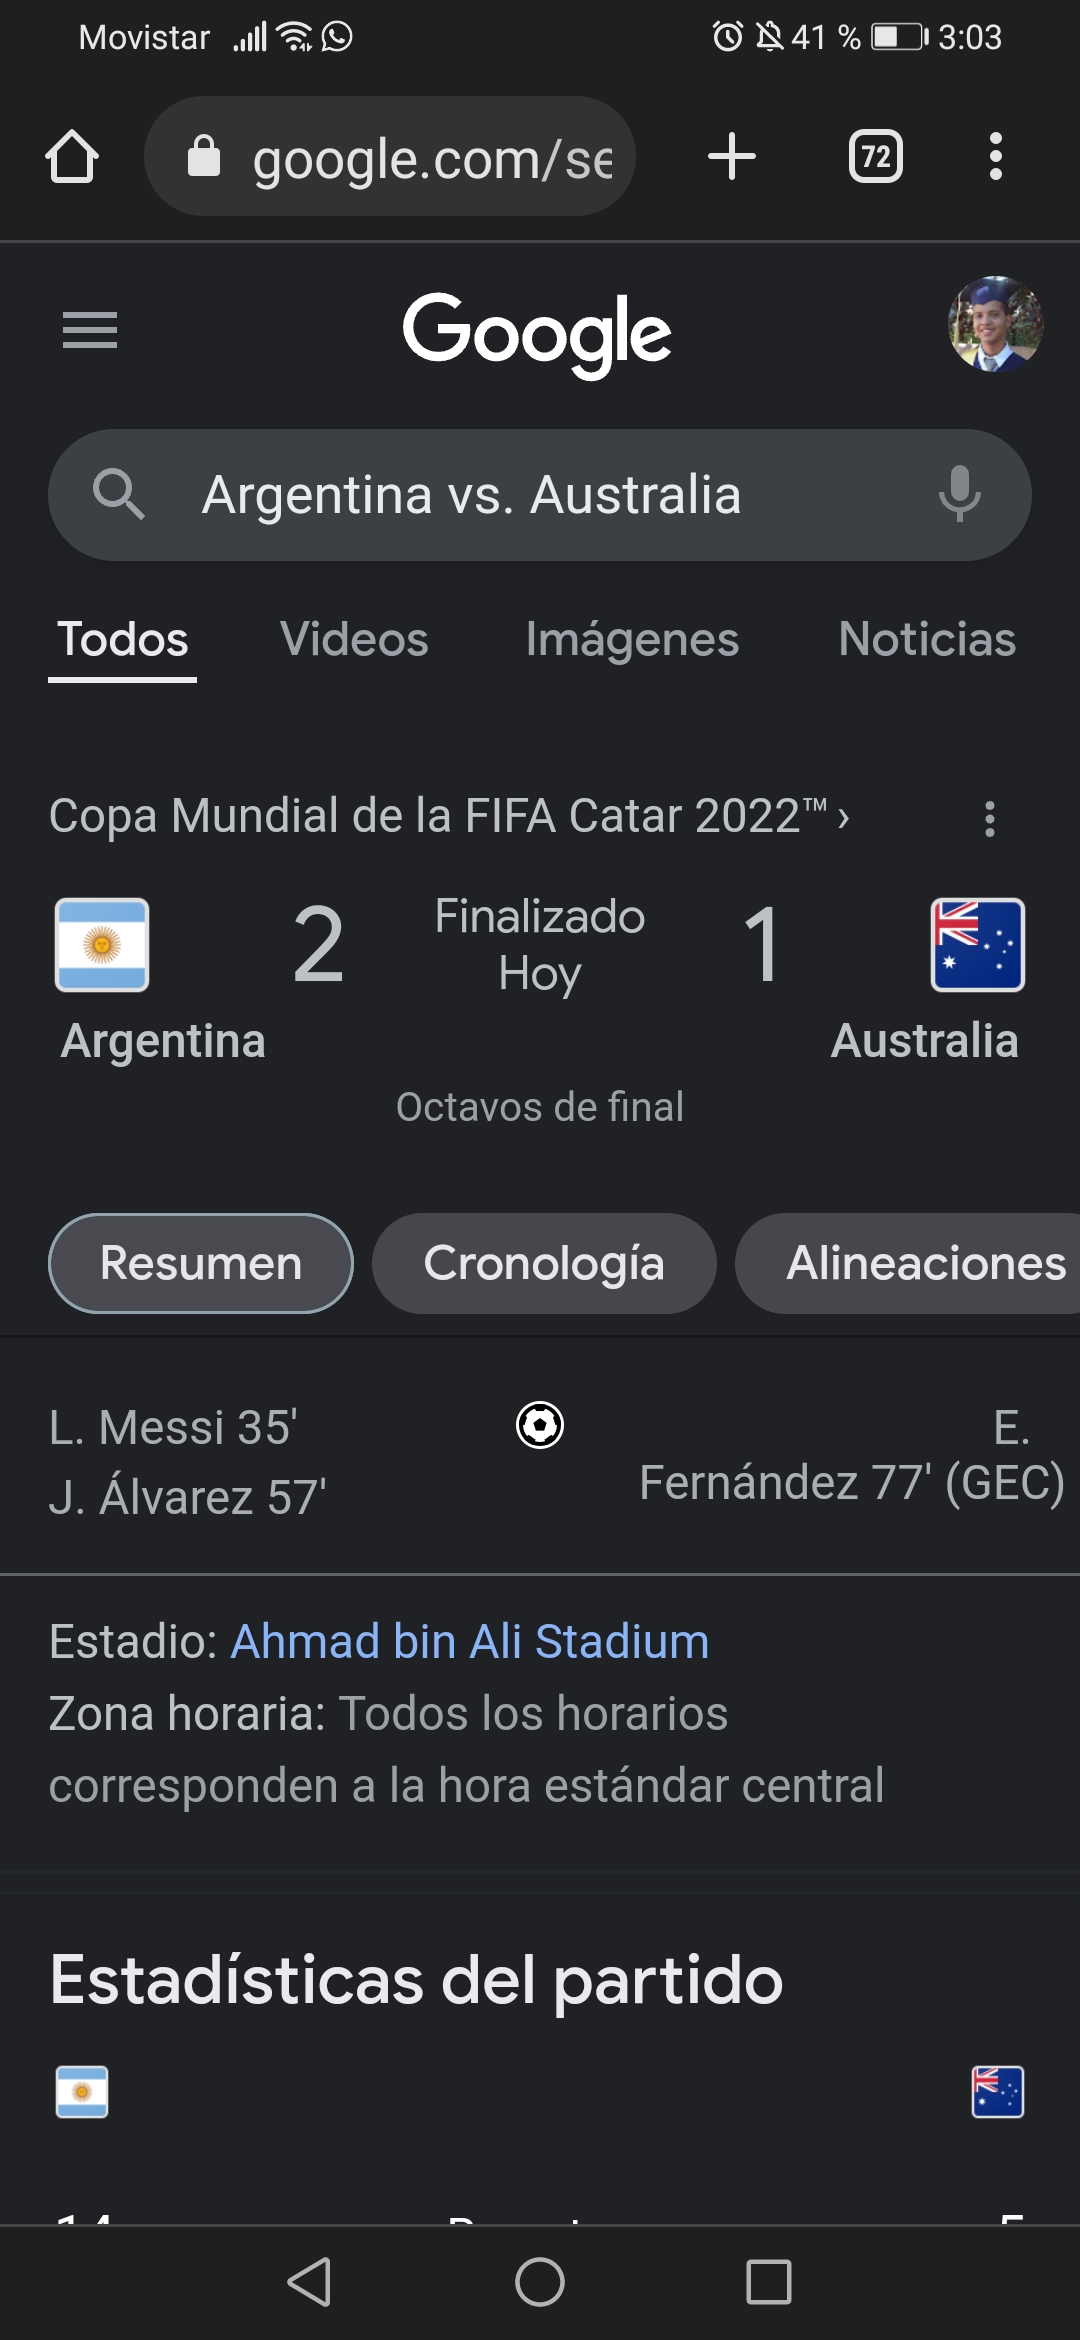 Movistar 41 % 3:03
google.com/se
72
Google
Argentina vs. Australia
Todos Videos Imágenes Noticias
Copa Mundial de la FIFA Catar 2022™ ›
2 Finalizado 1
Hoy
Argentina Australia
Octavos de final
Resumen Cronología Alineaciones
L. Messi 35' E.
Fernández 77' (GEC)
J. Álvarez 57'
Estadio: Ahmad bin Ali Stadium
Zona horaria: Todos los horarios
corresponden a la hora estándar central
Estadísticas del partido